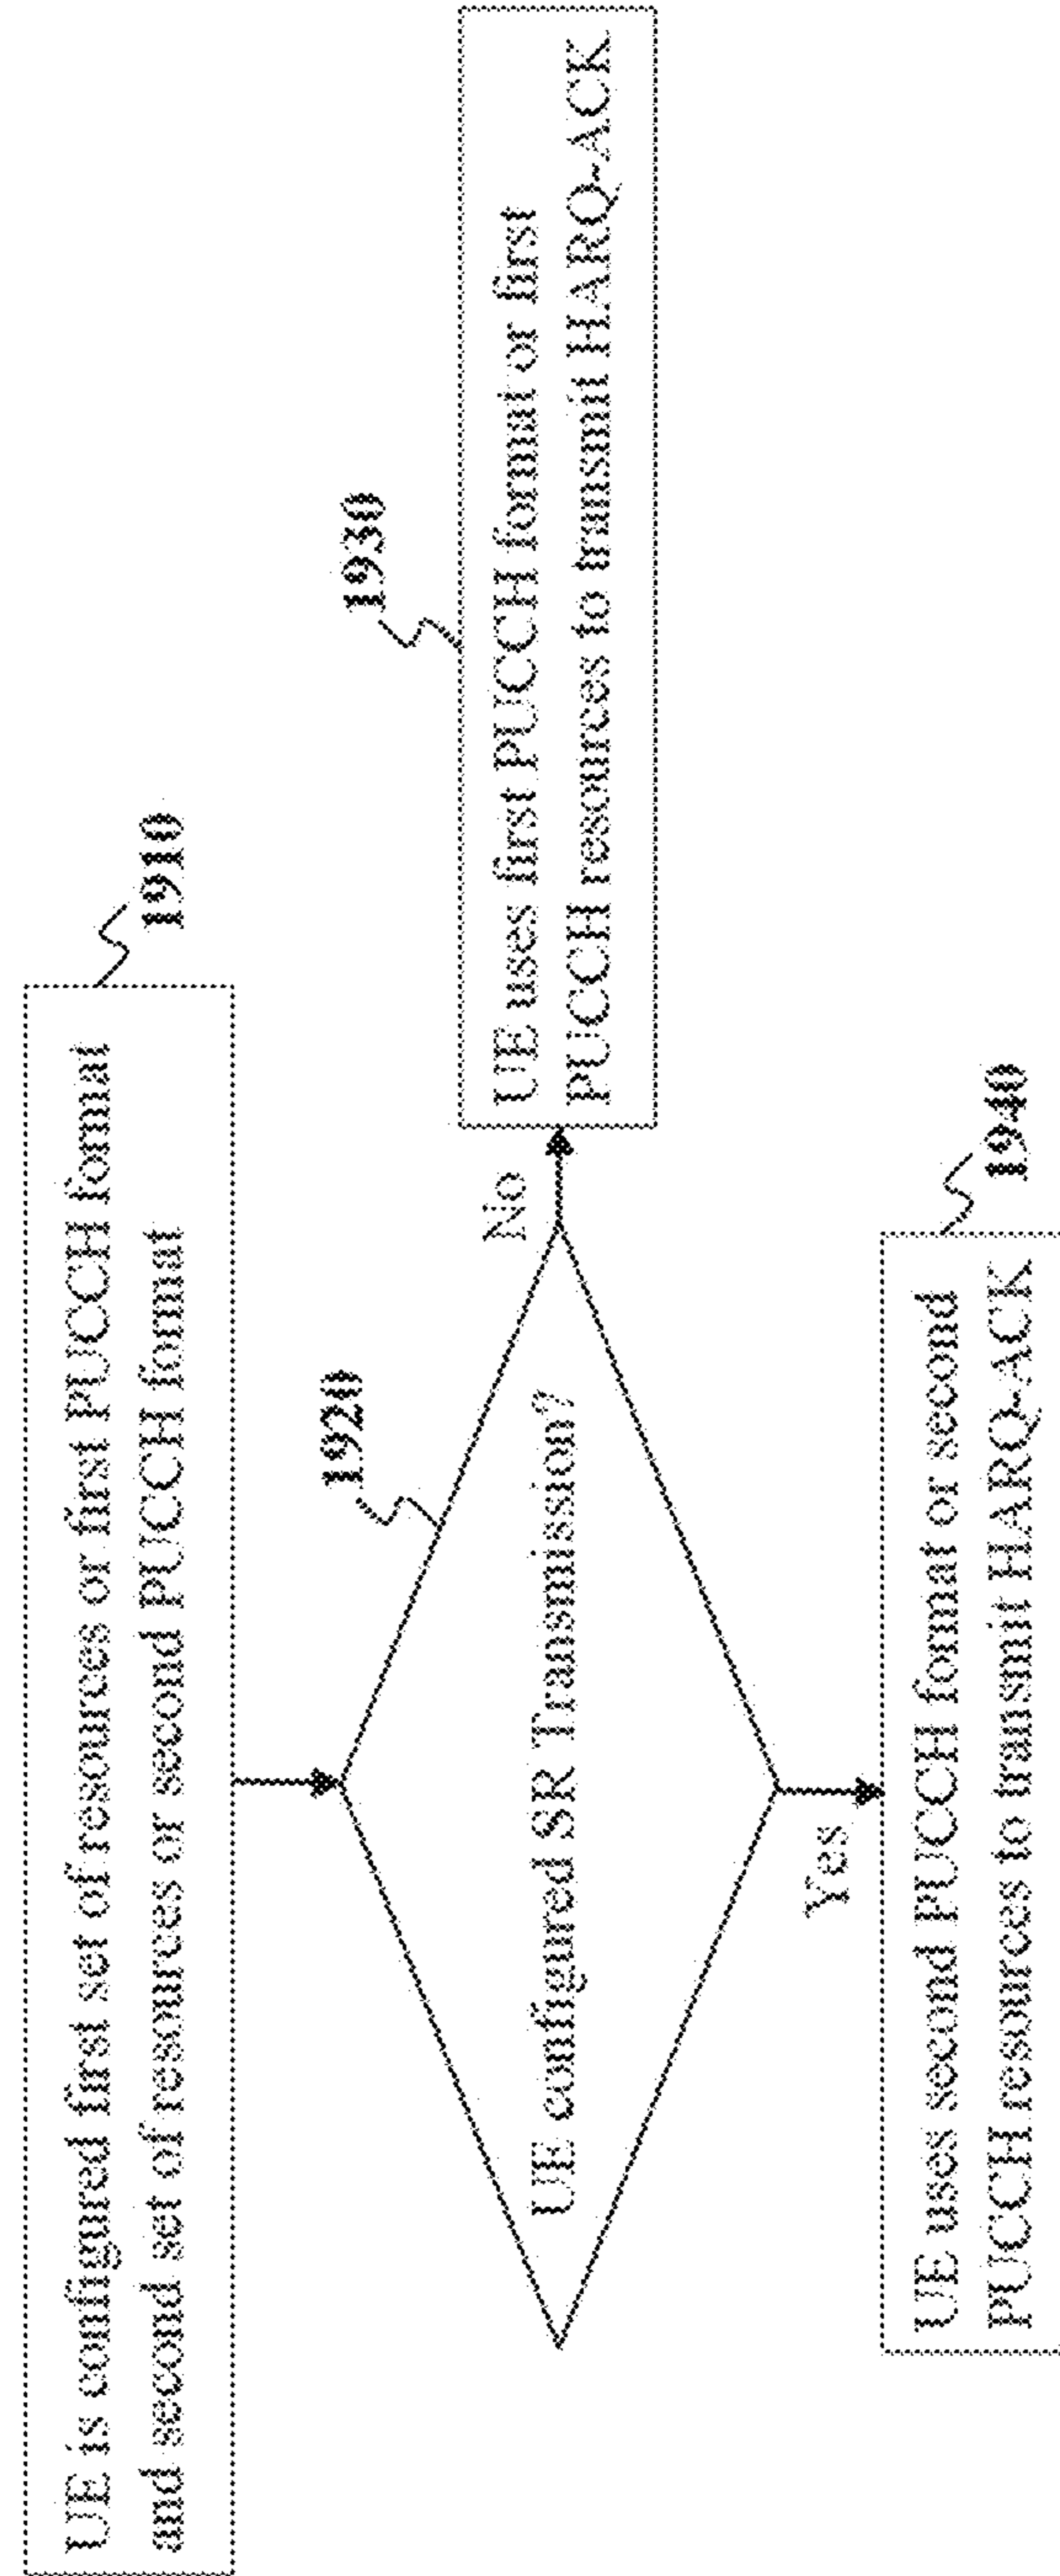 UE is configured first set of resources or first PUCCH format
and second set of resources or second PUCCH format
1910
1920
UE configured SR Transmission?
No
1930
UE uses first PUCCH format or first
PUCCH resources to transmit HARQ-ACK
Yes
1940
UE uses second PUCCH format or second
PUCCH resources to transmit HARQ-ACK